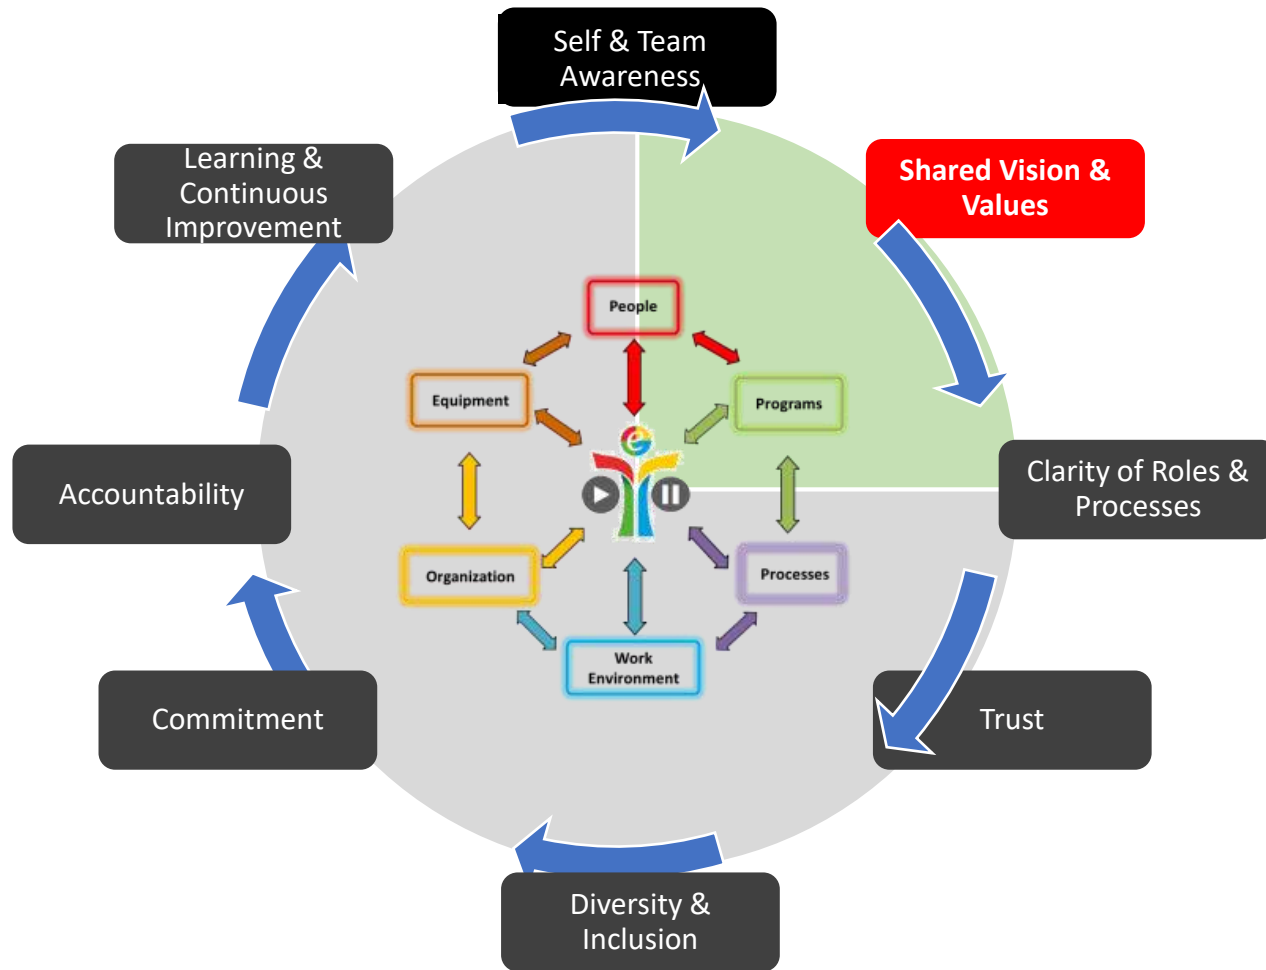 Self & Team
Awareness
Shared Vision &
Values
Clarity of Roles &
Processes
Trust
Diversity &
Inclusion
Commitment
Accountability
Learning &
Continuous
Improvement
People
Programs
Processes
Work
Environment
Organization
Equipment
e